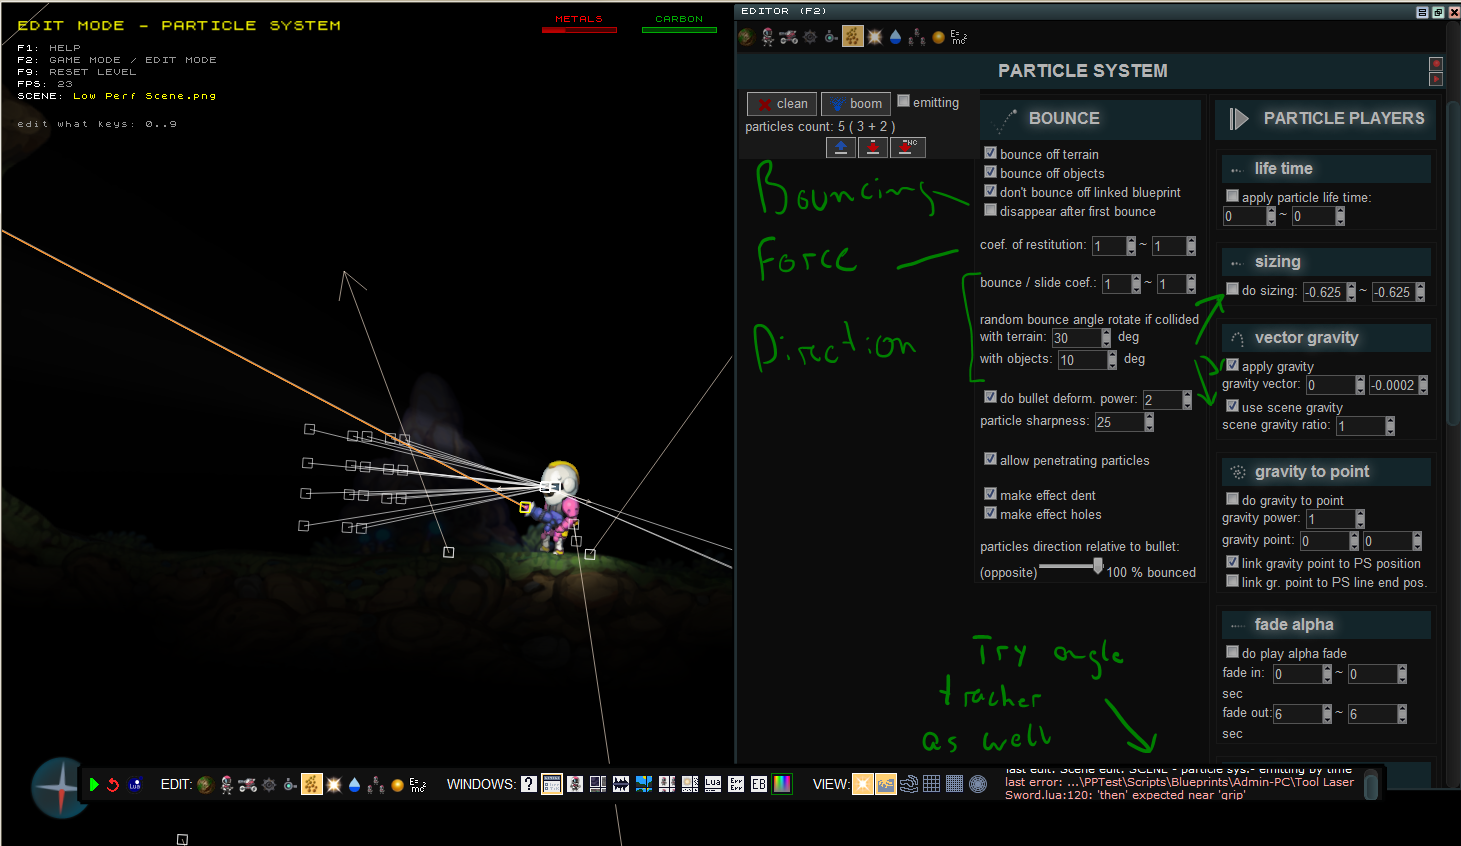 EDITOR (F2)
EDIT MODE - PARTICLE SYSTEM
METALS
CARBON
F1: HELP
F2: GAME MODE / EDIT MODE
F9: RESET LEVEL
FPS: 23
SCENE: Low Perf Scene.png
edit what keys: 0..9
E=mc²
PARTICLE SYSTEM
clean
boom
emitting
particles count: 5 ( 3 + 2 )
NC
Bouncing
Force
Direction
BOUNCE
bounce off terrain
bounce off objects
don't bounce off linked blueprint
disappear after first bounce
coef. of restitution: 1 ~ 1
bounce / slide coef.: 1 ~ 1
random bounce angle rotate if collided
with terrain: 30 deg
with objects: 10 deg
do bullet deform. power: 2
particle sharpness: 25
allow penetrating particles
make effect dent
make effect holes
particles direction relative to bullet:
(opposite) 100 % bounced
Try angle
tracher
as well
PARTICLE PLAYERS
life time
apply particle life time:
0 ~ 0
sizing
do sizing: -0.625 ~ -0.625
vector gravity
apply gravity
gravity vector: 0 -0.0002
use scene gravity
scene gravity ratio: 1
gravity to point
do gravity to point
gravity power: 1
gravity point: 0 0
link gravity point to PS position
link gr. point to PS line end pos.
fade alpha
do play alpha fade
fade in: 0 ~ 0
sec
fade out: 6 ~ 6
sec
LUB
EDIT:
E=mc²
WINDOWS:
?
Lua
Err
Err
EB
VIEW:
last edit: Scene edit: SCENE - particle sys.- emitting by time
last error: ...\PPTest\Scripts\Blueprints\Admin-PC\Tool Laser
Sword.lua:120: 'then' expected near 'grip'